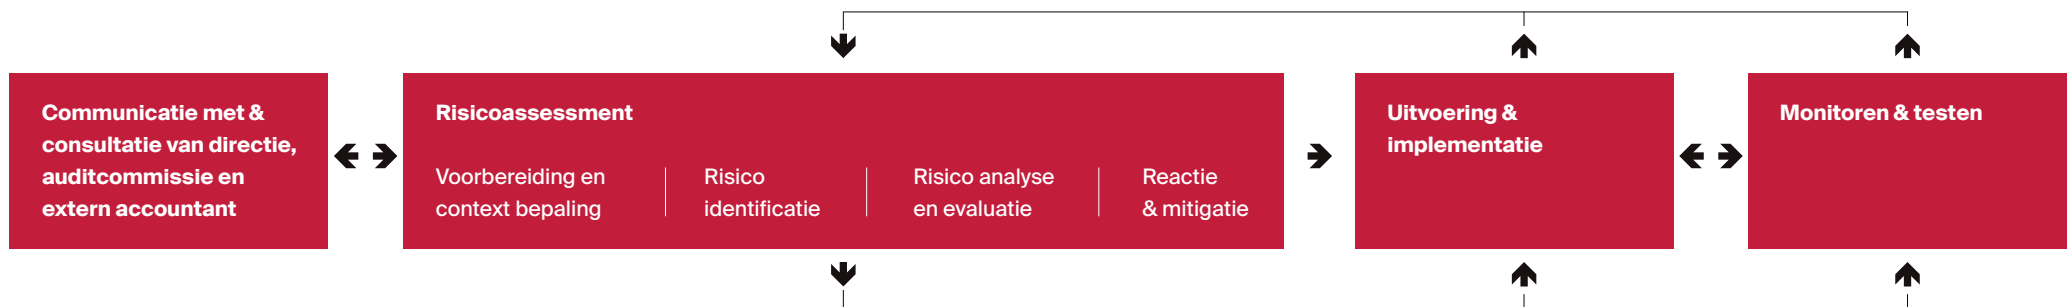 Communicatie met &
consultatie van directie,
auditcommissie en
extern accountant
Risicoassessment
Voorbereiding en
context bepaling
Risico
identificatie
Risico analyse
en evaluatie
Reactie
& mitigatie
Uitvoering &
implementatie
Monitoren & testen